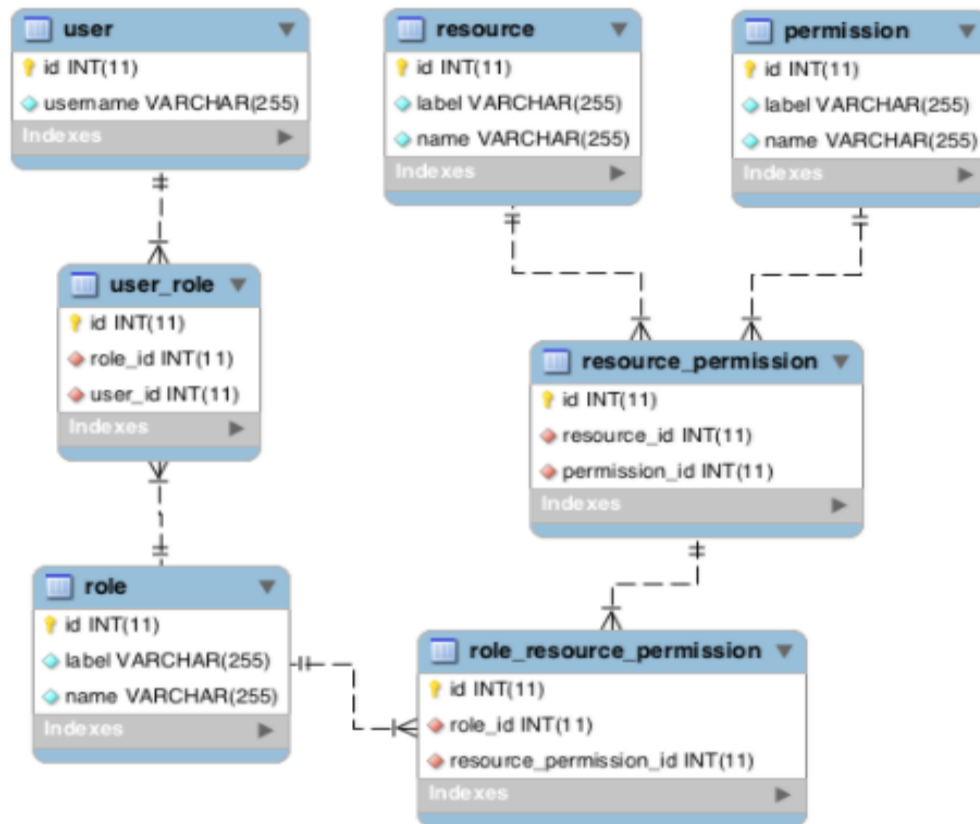 user
id INT(11)
username VARCHAR(255)
Indexes
resource
id INT(11)
label VARCHAR(255)
name VARCHAR(255)
Indexes
permission
id INT(11)
label VARCHAR(255)
name VARCHAR(255)
Indexes
user_role
id INT(11)
role_id INT(11)
user_id INT(11)
Indexes
resource_permission
id INT(11)
resource_id INT(11)
permission_id INT(11)
Indexes
role
id INT(11)
label VARCHAR(255)
name VARCHAR(255)
Indexes
role_resource_permission
id INT(11)
role_id INT(11)
resource_permission_id INT(11)
Indexes